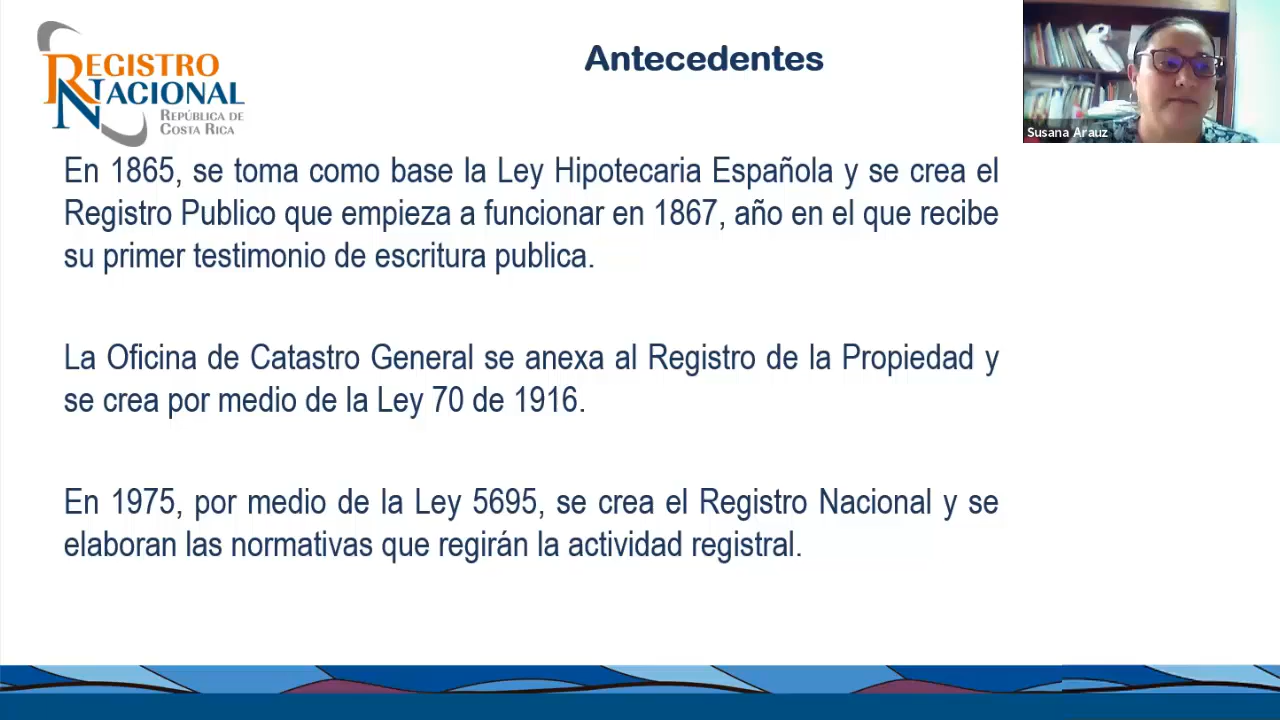 REGISTRO
NACIONAL
REPÚBLICA DE
COSTA RICA
Antecedentes
Susana Arauz
En 1865, se toma como base la Ley Hipotecaria Española y se crea el
Registro Publico que empieza a funcionar en 1867, año en el que recibe
su primer testimonio de escritura publica.
La Oficina de Catastro General se anexa al Registro de la Propiedad y
se crea por medio de la Ley 70 de 1916.
En 1975, por medio de la Ley 5695, se crea el Registro Nacional y se
elaboran las normativas que regirán la actividad registral.